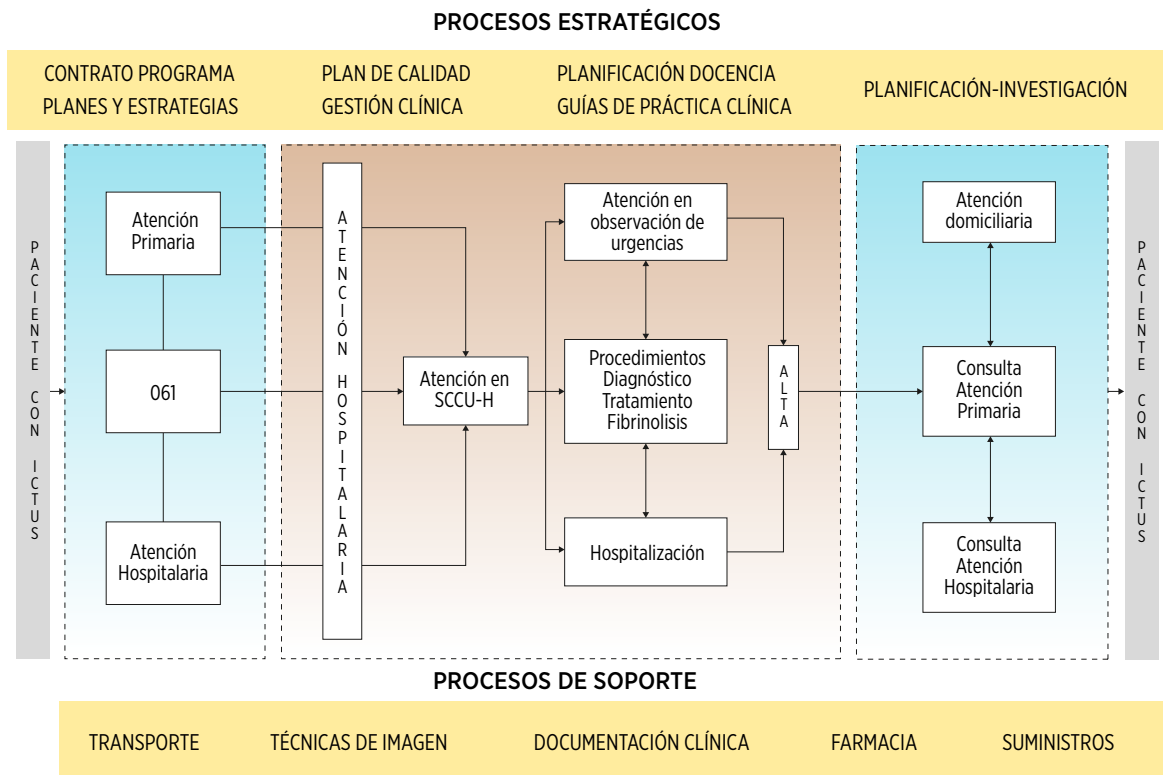 PROCESOS ESTRATÉGICOS
CONTRATO PROGRAMA
PLANES Y ESTRATEGIAS
PLAN DE CALIDAD
GESTIÓN CLÍNICA
PLANIFICACIÓN DOCENCIA
GUÍAS DE PRÁCTICA CLÍNICA
PLANIFICACIÓN-INVESTIGACIÓN
PACIENTE CON ICTUS
Atención
Primaria
061
Atención
Hospitalaria
ATENCIÓN HOSPITALARIA
Atención en
SCCU-H
Atención en
observación de
urgencias
Procedimientos
Diagnóstico
Tratamiento
Fibrinolisis
Hospitalización
ALTA
Atención
domiciliaria
Consulta
Atención
Primaria
Consulta
Atención
Hospitalaria
PACIENTE CON ICTUS
PROCESOS DE SOPORTE
TRANSPORTE
TÉCNICAS DE IMAGEN
DOCUMENTACIÓN CLÍNICA
FARMACIA
SUMINISTROS